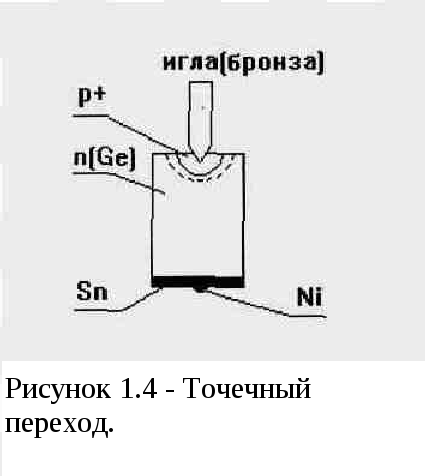 игла(бронза)
p+
n(Ge)
Sn
Ni
Рисунок 1.4 - Точечный
переход.